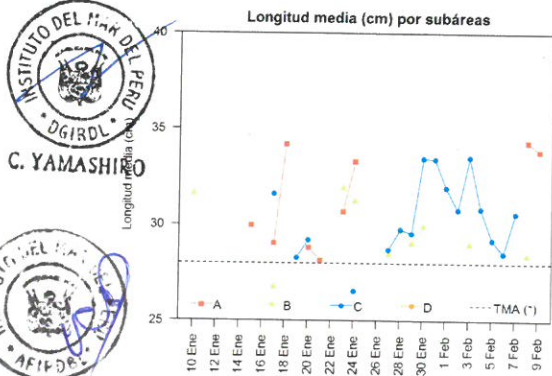 Longitud media (cm) por subáreas
INSTITUTO DEL MAR DEL PERU
DGIRDL
C. YAMASHIRO
Longitud media (cm)
40
35
30
25
A B C D TMA (*)
10 Ene
12 Ene
14 Ene
16 Ene
18 Ene
20 Ene
22 Ene
24 Ene
26 Ene
28 Ene
30 Ene
1 Feb
3 Feb
5 Feb
7 Feb
9 Feb